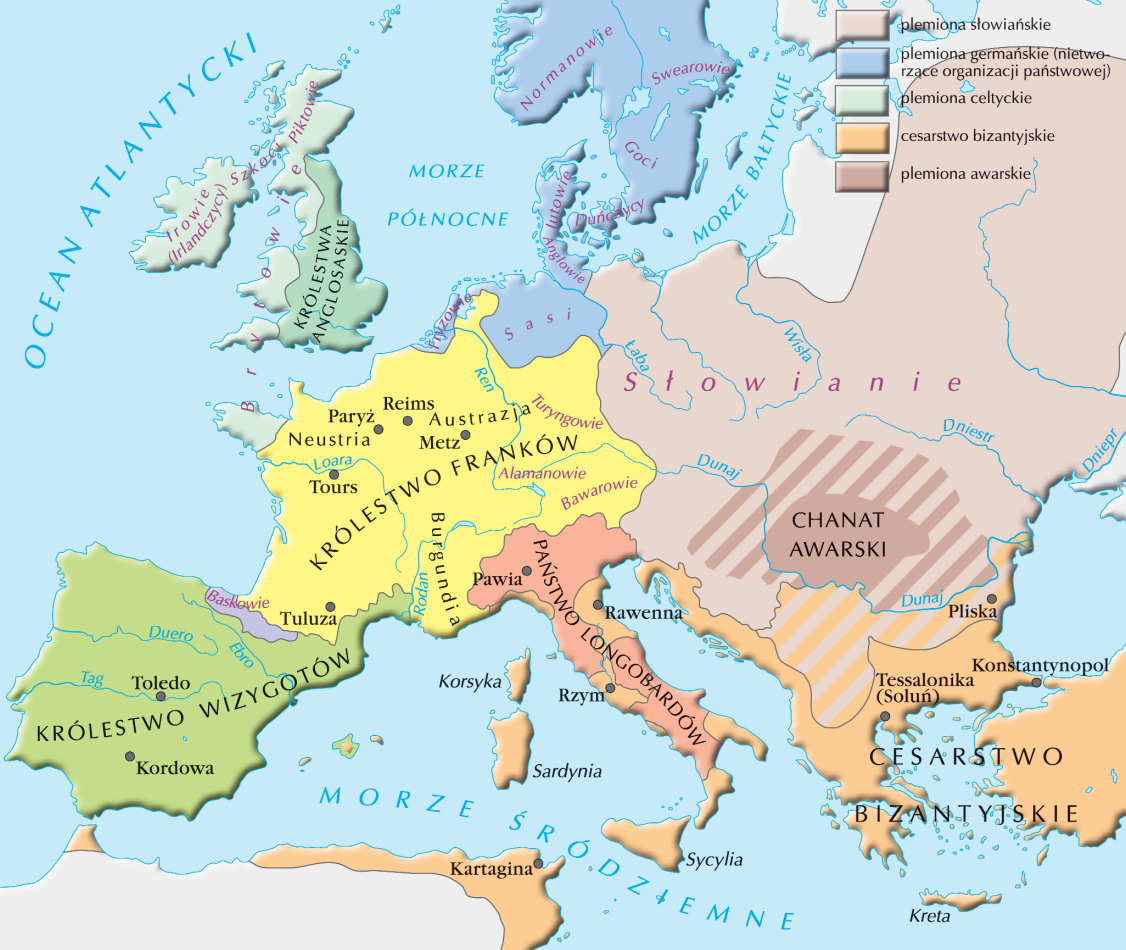 plemiona słowiańskie
plemiona germańskie (nietwo-
rzące organizacji państwowej)
plemiona celtyckie
cesarstwo bizantyjskie
plemiona awarskie
OCEAN ATLANTYCKI
MORZE
PÓŁNOCNE
MORZE BAŁTYCKIE
Normanowie
Swearowie
Goci
Jutowie
Duńczycy
Anglowie
Piktowie
Szkoci
Irowie
(Irlandczycy)
Brytowie
KRÓLESTWA
ANGLOSASKIE
Fryzowie
Sasi
Łaba
Wisła
Słowianie
Ren
Turyngowie
Paryż
Reims
Austrazja
Metz
Neustria
Loara
Tours
KRÓLESTWO FRANKÓW
Alamanowie
Bawarowie
Burgundia
Rodan
Tuluza
Baskowie
Dunaj
Dniestr
Dniepr
CHANAT
AWARSKI
Dunaj
Pliska
Pawia
PAŃSTWO LONGOBARDÓW
Rawenna
Rzym
Korsyka
Sardynia
Sycylia
Duero
Ebro
Tag
Toledo
KRÓLESTWO WIZYGOTÓW
Kordowa
Konstantynopol
Tessalonika
(Soluń)
CESARSTWO
BIZANTYJSKIE
MORZE ŚRÓDZIEMNE
Kartagina
Kreta